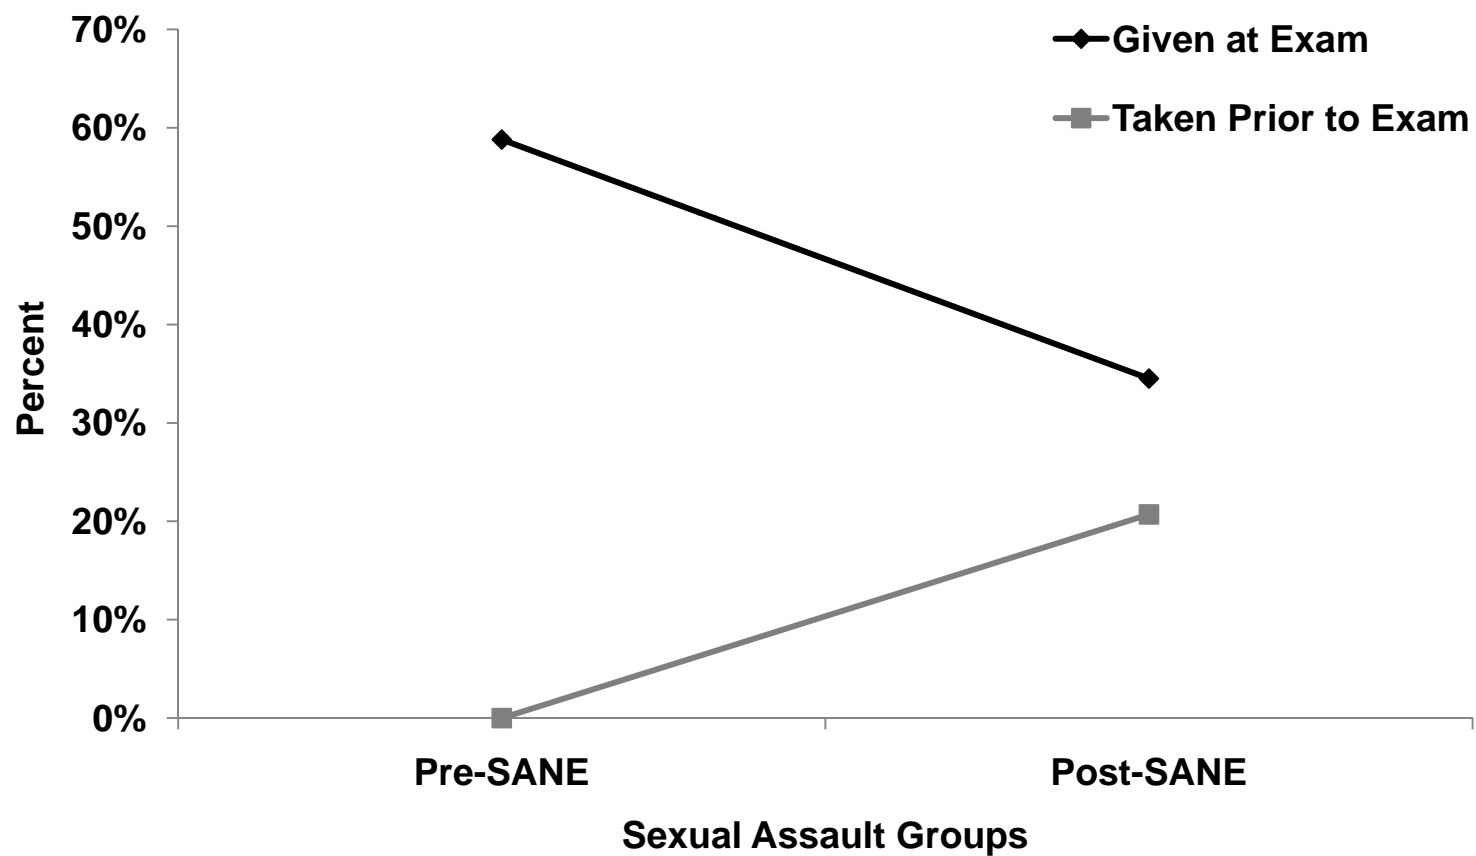 70%
60%
50%
40%
30%
20%
10%
0%
Percent
Given at Exam
Taken Prior to Exam
Pre-SANE
Post-SANE
Sexual Assault Groups